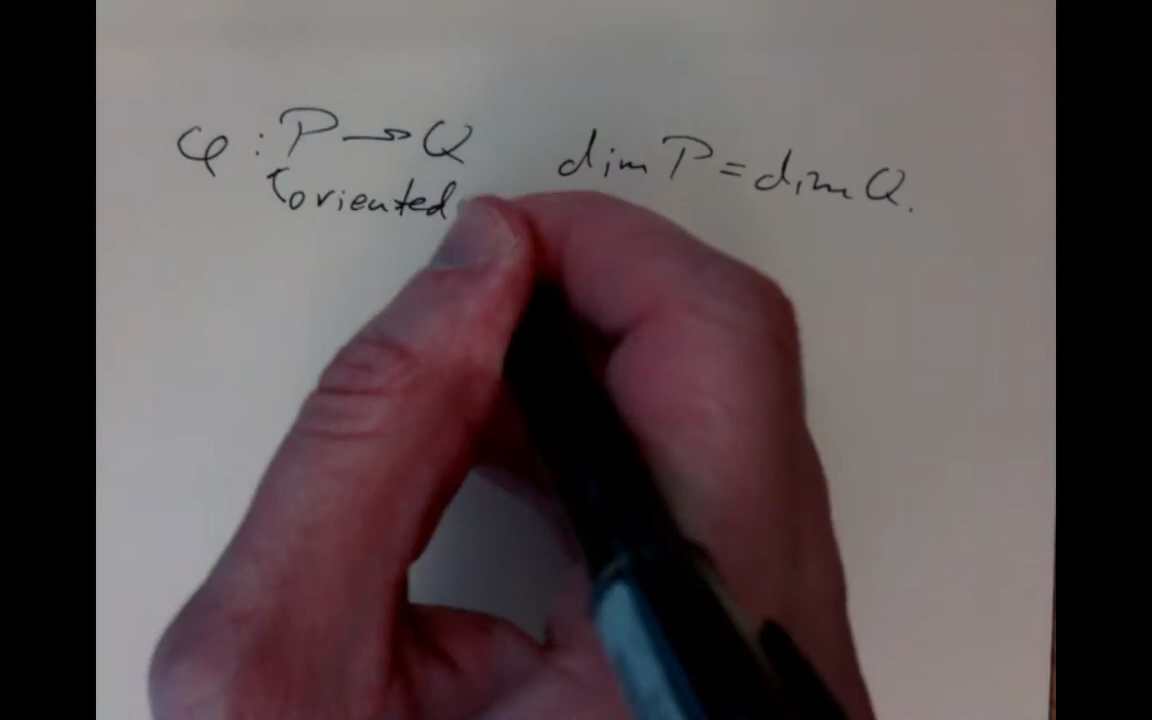 φ : P → Q dim P = dim Q.
(oriented